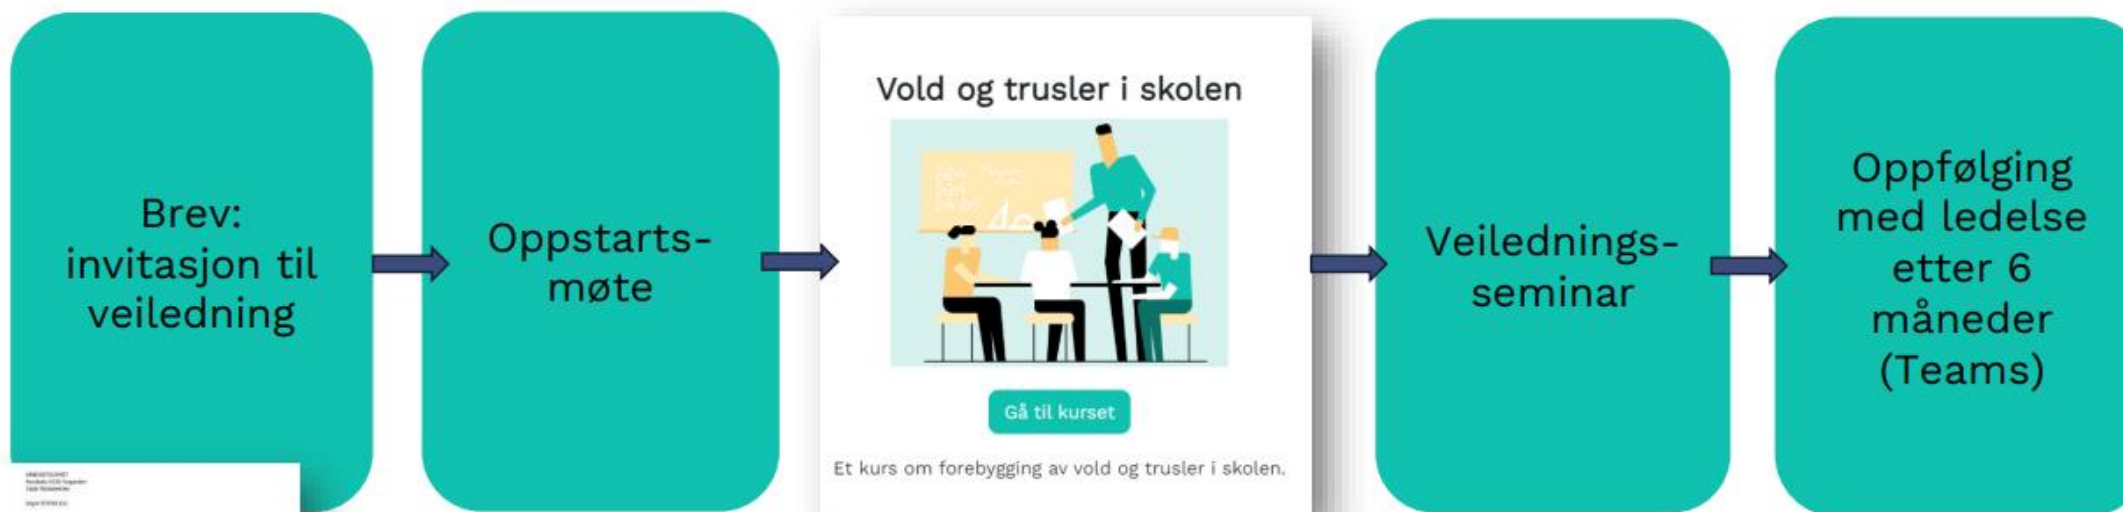 Brev:
invitasjon til
veiledning
Oppstarts-
møte
Vold og trusler i skolen
Gå til kurset
Et kurs om forebygging av vold og trusler i skolen.
Veilednings-
seminar
Oppfølging
med ledelse
etter 6
måneder
(Teams)